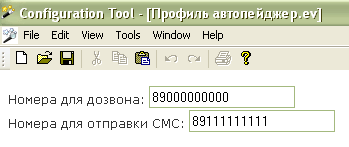 Configuration Tool - [Профиль автопейджер.ev]
File Edit View Tools Window Help
Номера для дозвона: 89000000000
Номера для отправки СМС: 89111111111